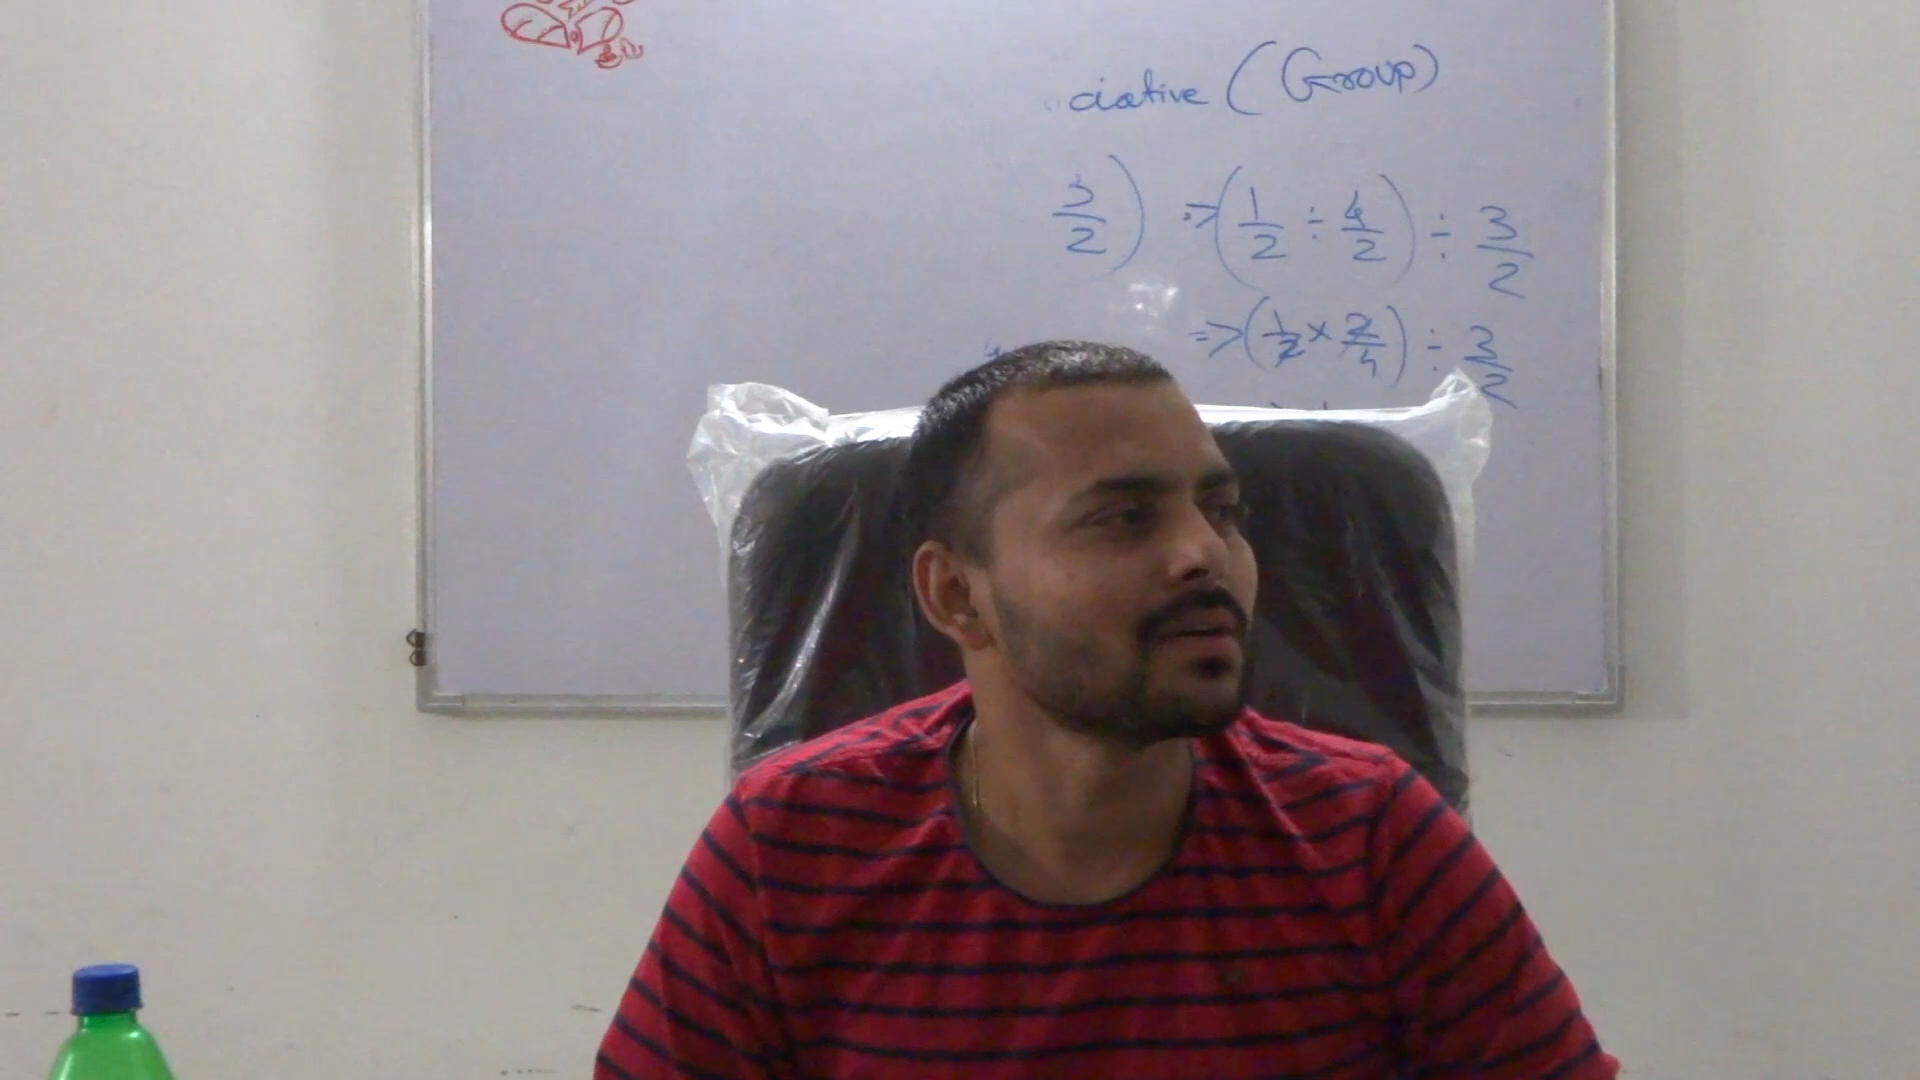 ciative (Group)
3/2) => (1/2 ÷ 4/2) ÷ 3/2
=> (1/2 × 2/4) ÷ 3/2